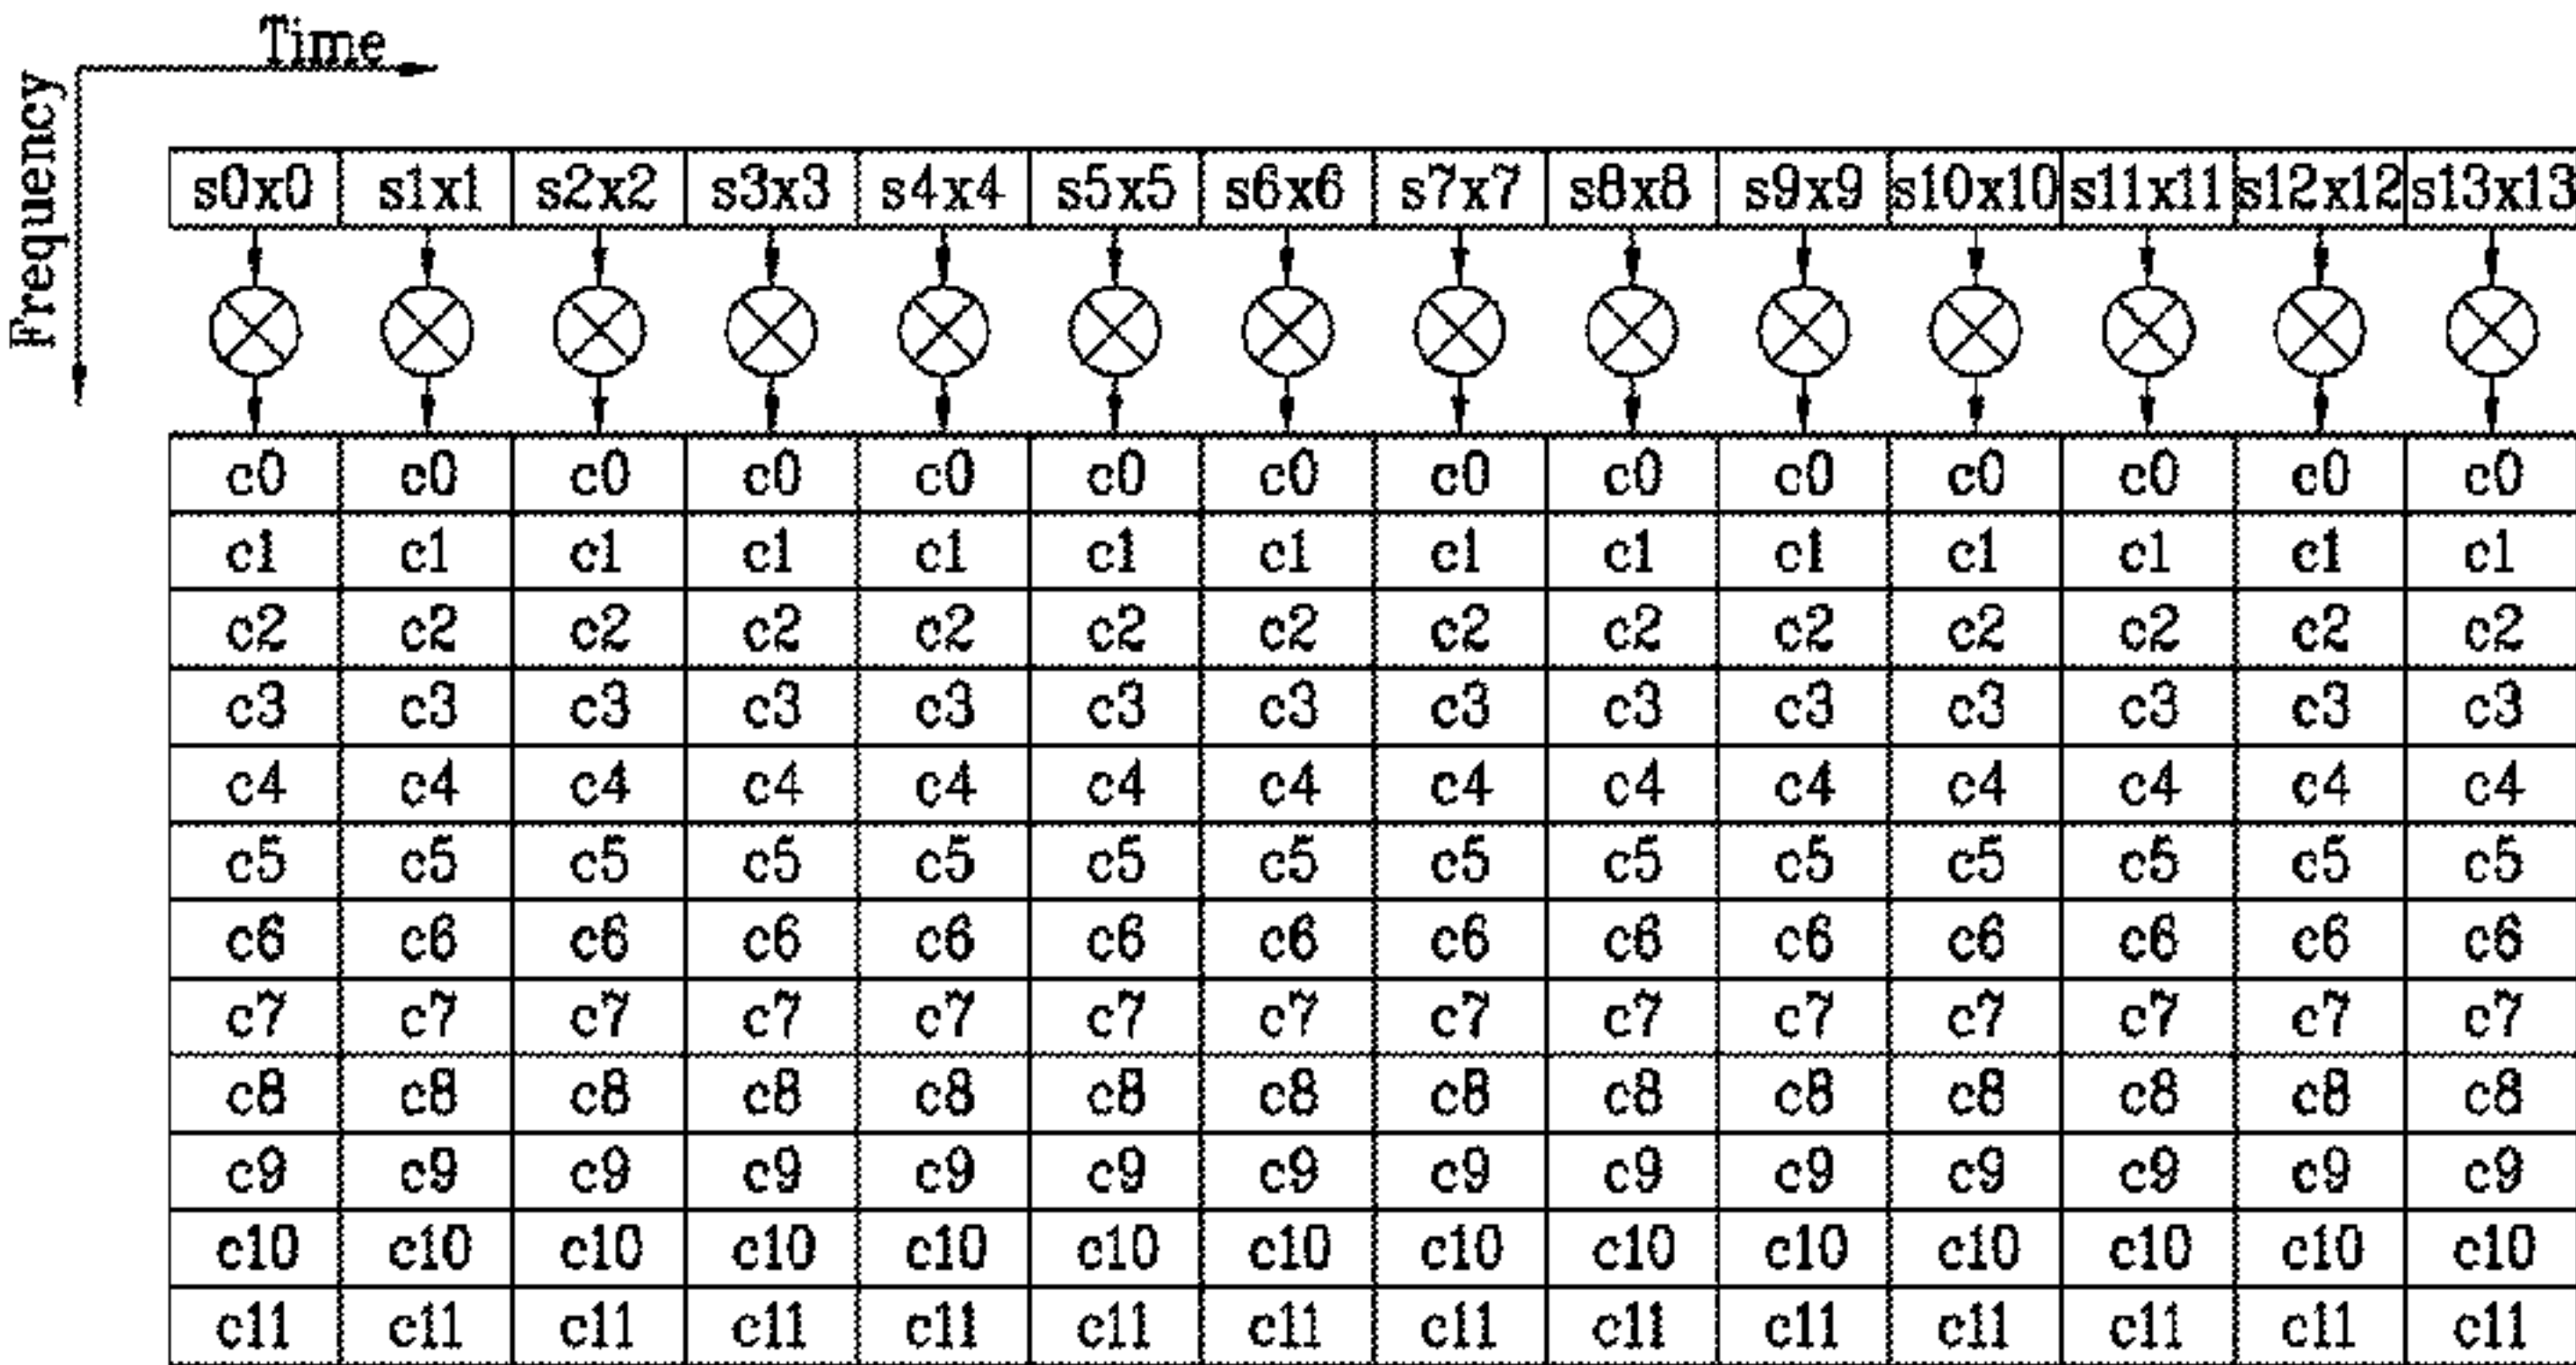 Time
Frequency
s0x0 s1x1 s2x2 s3x3 s4x4 s5x5 s6x6 s7x7 s8x8 s9x9 s10x10 s11x11 s12x12 s13x13
c0 c0 c0 c0 c0 c0 c0 c0 c0 c0 c0 c0 c0 c0
c1 c1 c1 c1 c1 c1 c1 c1 c1 c1 c1 c1 c1 c1
c2 c2 c2 c2 c2 c2 c2 c2 c2 c2 c2 c2 c2 c2
c3 c3 c3 c3 c3 c3 c3 c3 c3 c3 c3 c3 c3 c3
c4 c4 c4 c4 c4 c4 c4 c4 c4 c4 c4 c4 c4 c4
c5 c5 c5 c5 c5 c5 c5 c5 c5 c5 c5 c5 c5 c5
c6 c6 c6 c6 c6 c6 c6 c6 c6 c6 c6 c6 c6 c6
c7 c7 c7 c7 c7 c7 c7 c7 c7 c7 c7 c7 c7 c7
c8 c8 c8 c8 c8 c8 c8 c8 c8 c8 c8 c8 c8 c8
c9 c9 c9 c9 c9 c9 c9 c9 c9 c9 c9 c9 c9 c9
c10 c10 c10 c10 c10 c10 c10 c10 c10 c10 c10 c10 c10 c10
c11 c11 c11 c11 c11 c11 c11 c11 c11 c11 c11 c11 c11 c11